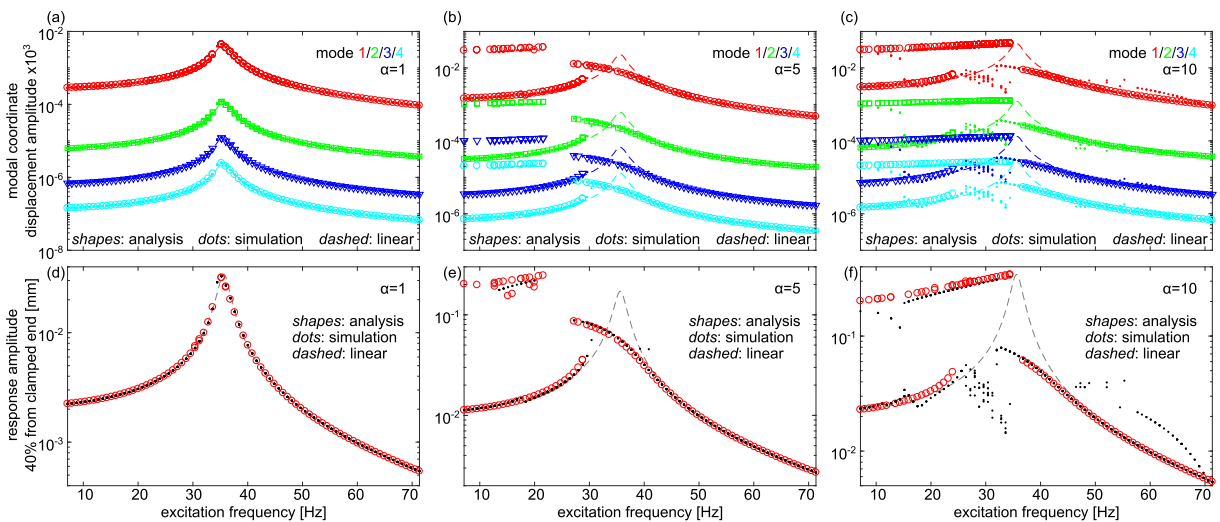 (a)
(b)
(c)
10⁻²
10⁻⁴
10⁻⁶
10⁻⁸
modal coordinate
displacement amplitude x10³
mode 1/2/3/4
α=1
shapes: analysis dots: simulation dashed: linear
10⁻²
10⁻⁴
10⁻⁶
mode 1/2/3/4
α=5
shapes: analysis dots: simulation dashed: linear
10⁻²
10⁻⁴
10⁻⁶
mode 1/2/3/4
α=10
shapes: analysis dots: simulation dashed: linear
(d)
(e)
(f)
response amplitude
40% from clamped end [mm]
10⁻²
10⁻³
α=1
shapes: analysis
dots: simulation
dashed: linear
10 20 30 40 50 60 70
excitation frequency [Hz]
10⁻¹
10⁻²
α=5
shapes: analysis
dots: simulation
dashed: linear
10 20 30 40 50 60 70
excitation frequency [Hz]
10⁻¹
10⁻²
α=10
shapes: analysis
dots: simulation
dashed: linear
10 20 30 40 50 60 70
excitation frequency [Hz]